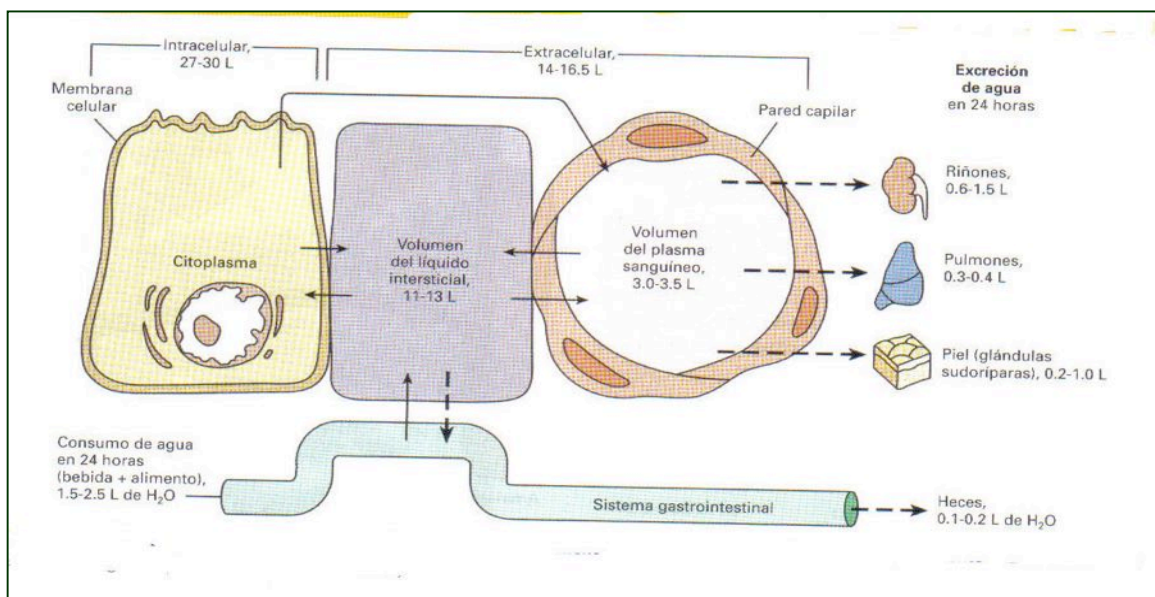 Intracelular,
27-30 L
Extracelular,
14-16.5 L
Membrana
celular
Pared capilar
Excreción
de agua
en 24 horas
Riñones,
0.6-1.5 L
Citoplasma
Volumen
del líquido
intersticial,
11-13 L
Volumen
del plasma
sanguíneo,
3.0-3.5 L
Pulmones,
0.3-0.4 L
Piel (glándulas
sudoríparas), 0.2-1.0 L
Consumo de agua
en 24 horas
(bebida + alimento),
1.5-2.5 L de H₂O
Sistema gastrointestinal
Heces,
0.1-0.2 L de H₂O